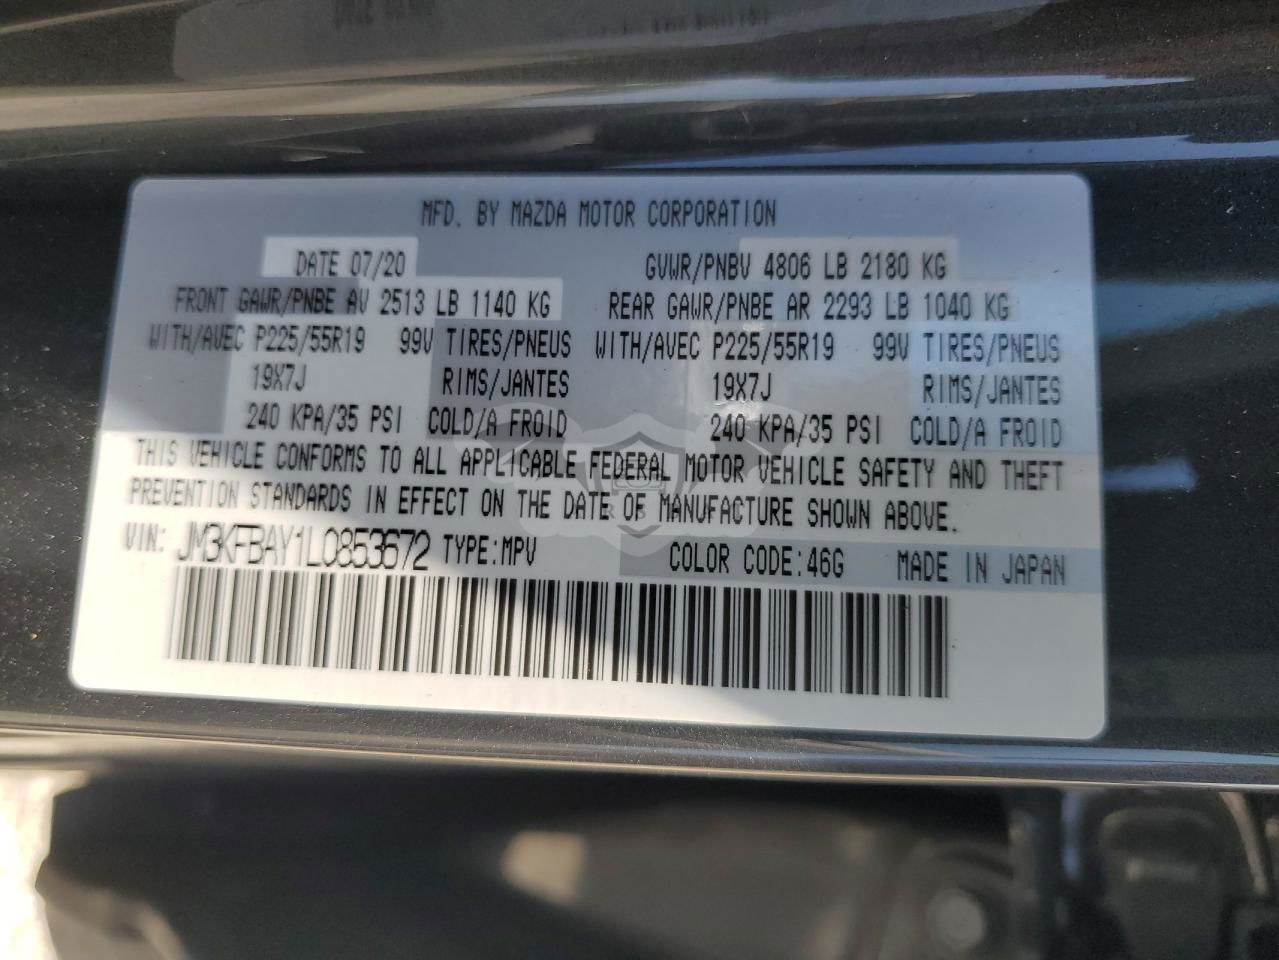 MFD. BY MAZDA MOTOR CORPORATION
DATE 07/20 GVWR/PNBV 4806 LB 2180 KG
FRONT GAWR/PNBE AV 2513 LB 1140 KG REAR GAWR/PNBE AR 2293 LB 1040 KG
WITH/AVEC P225/55R19 99V TIRES/PNEUS WITH/AVEC P225/55R19 99V TIRES/PNEUS
19X7J RIMS/JANTES 19X7J RIMS/JANTES
240 KPA/35 PSI COLD/A FROID 240 KPA/35 PSI COLD/A FROID
THIS VEHICLE CONFORMS TO ALL APPLICABLE FEDERAL MOTOR VEHICLE SAFETY AND THEFT
PREVENTION STANDARDS IN EFFECT ON THE DATE OF MANUFACTURE SHOWN ABOVE.
VIN: JM3KFBAY1L0853672 TYPE:MPV COLOR CODE:46G MADE IN JAPAN